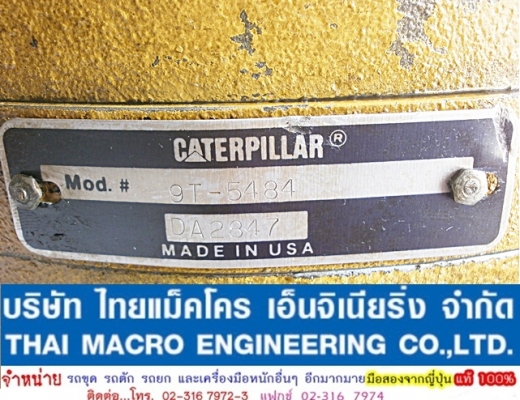 CATERPILLAR®
Mod. # 9T-5484
DA2347
MADE IN USA
บริษัท ไทยแม็คโคร เอ็นจิเนียริ่ง จำกัด
THAI MACRO ENGINEERING CO.,LTD.
จำหน่าย รถขุด รถตัก รถยก และเครื่องมือหนักอื่นๆ อีกมากมายมือสองจากญี่ปุ่น แท้ 100%
ติดต่อ...โทร. 02-316 7972-3 แฟกซ์ 02-316 7974